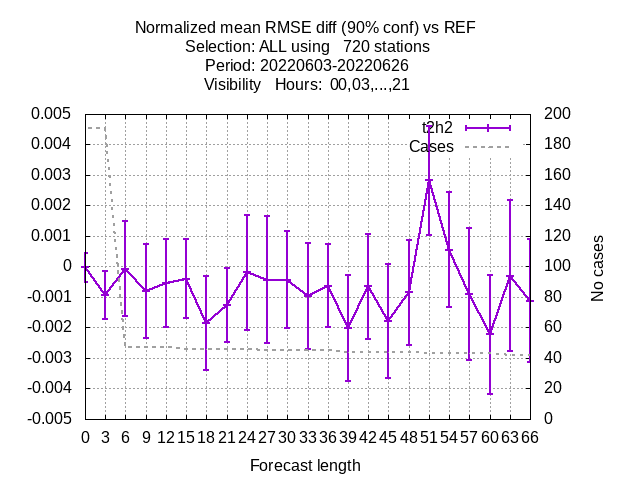 Normalized mean RMSE diff (90% conf) vs REF
Selection: ALL using   720 stations
Period: 20220603-20220626
Visibility   Hours:  00,03,...,21
0.005
0.004
0.003
0.002
0.001
0
-0.001
-0.002
-0.003
-0.004
-0.005
t2h2
Cases
200
180
160
140
120
100
80
60
40
20
0
No cases
0 3 6 9 12 15 18 21 24 27 30 33 36 39 42 45 48 51 54 57 60 63 66
Forecast length